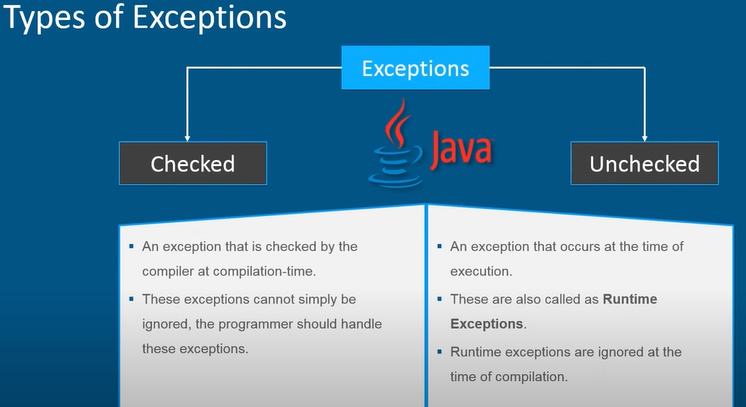 Types of Exceptions
Exceptions
Java
Checked
Unchecked
▪ An exception that is checked by the
compiler at compilation-time.
▪ These exceptions cannot simply be
ignored, the programmer should handle
these exceptions.
▪ An exception that occurs at the time of
execution.
▪ These are also called as Runtime
Exceptions.
▪ Runtime exceptions are ignored at the
time of compilation.